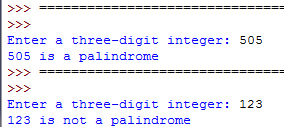 >>> ================================
>>>
Enter a three-digit integer: 505
505 is a palindrome
>>> ================================
>>>
Enter a three-digit integer: 123
123 is not a palindrome